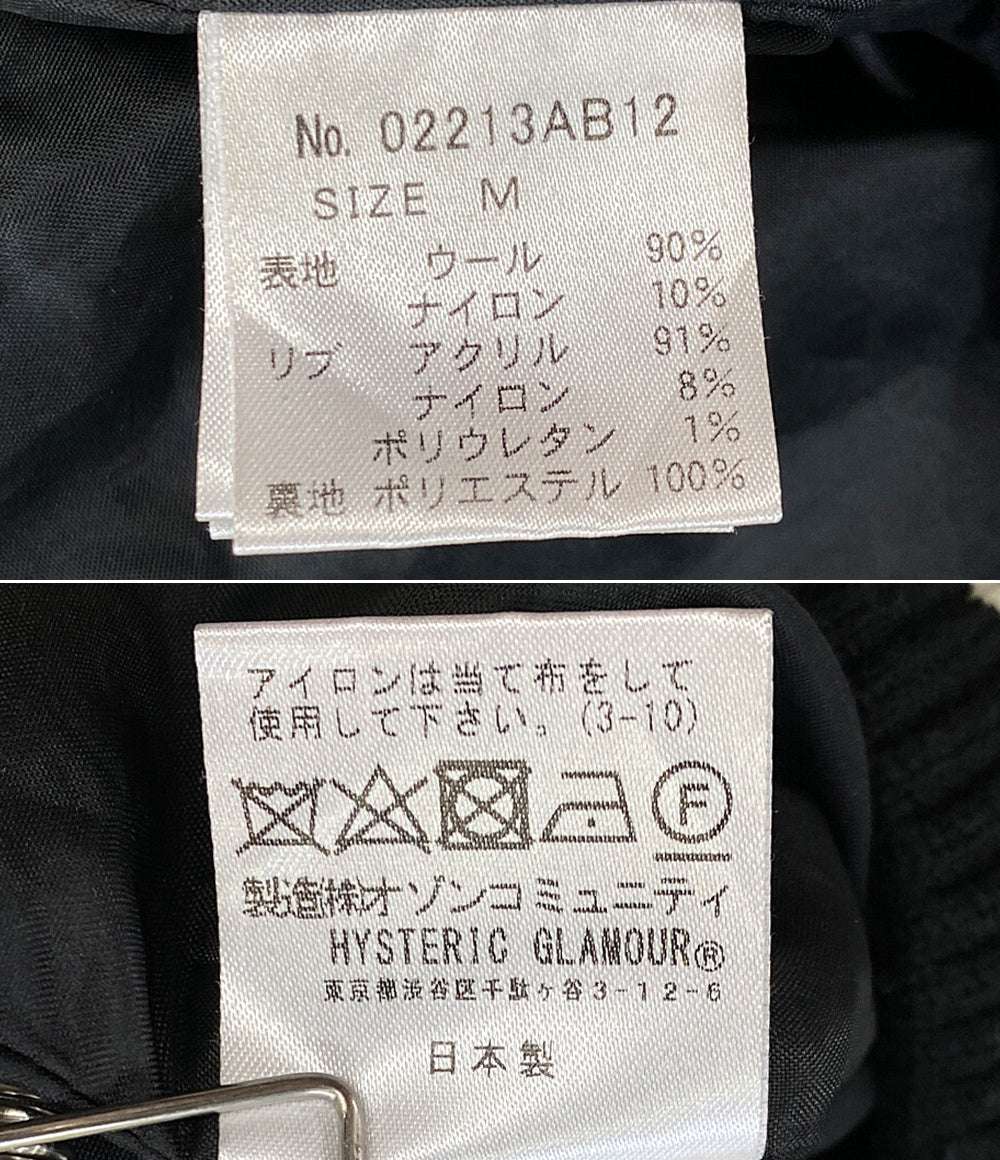 No. 02213AB12
SIZE M
表地 ウール 90%
ナイロン 10%
リブ アクリル 91%
ナイロン 8%
ポリウレタン 1%
裏地 ポリエステル 100%
アイロンは当て布をして
使用して下さい。(3-10)
F
製造(株)オゾンコミュニティ
HYSTERIC GLAMOUR®
東京都渋谷区千駄ヶ谷3-12-6
日本製